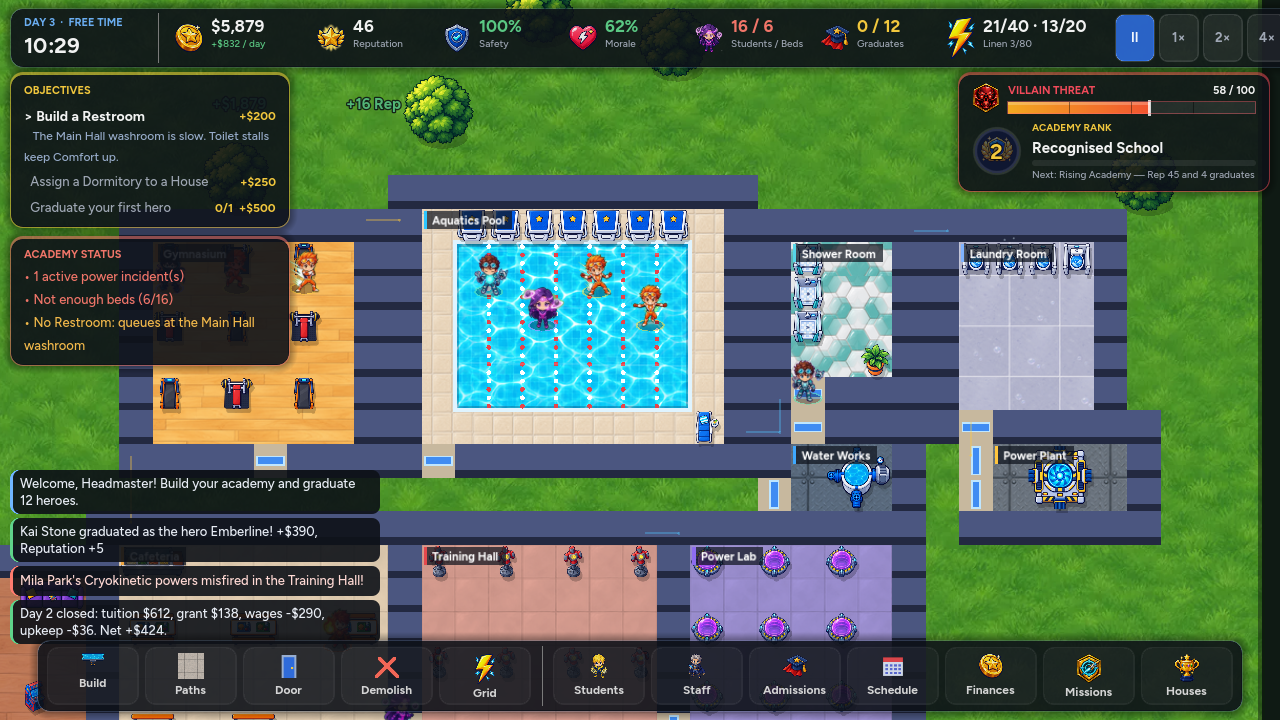 DAY 3 · FREE TIME
10:29
$5,879
+$832 / day
46
Reputation
100%
Safety
62%
Morale
16 / 6
Students / Beds
0 / 12
Graduates
21/40 · 13/20
Linen 3/80
II
1×
2×
4×
OBJECTIVES
> Build a Restroom
+$200
The Main Hall washroom is slow. Toilet stalls
keep Comfort up.
Assign a Dormitory to a House
+$250
Graduate your first hero
0/1 +$500
+16 Rep
VILLAIN THREAT
58 / 100
ACADEMY RANK
2
Recognised School
Next: Rising Academy — Rep 45 and 4 graduates
ACADEMY STATUS
• 1 active power incident(s)
• Not enough beds (6/16)
• No Restroom: queues at the Main Hall
washroom
Gymnasium
Aquatics Pool
Shower Room
Laundry Room
Water Works
Power Plant
Welcome, Headmaster! Build your academy and graduate
12 heroes.
Kai Stone graduated as the hero Emberline! +$390,
Reputation +5
Cafeteria
Training Hall
Power Lab
Mila Park's Cryokinetic powers misfired in the Training Hall!
Day 2 closed: tuition $612, grant $138, wages -$290,
upkeep -$36. Net +$424.
Build
Paths
Door
Demolish
Grid
Students
Staff
Admissions
Schedule
Finances
Missions
Houses